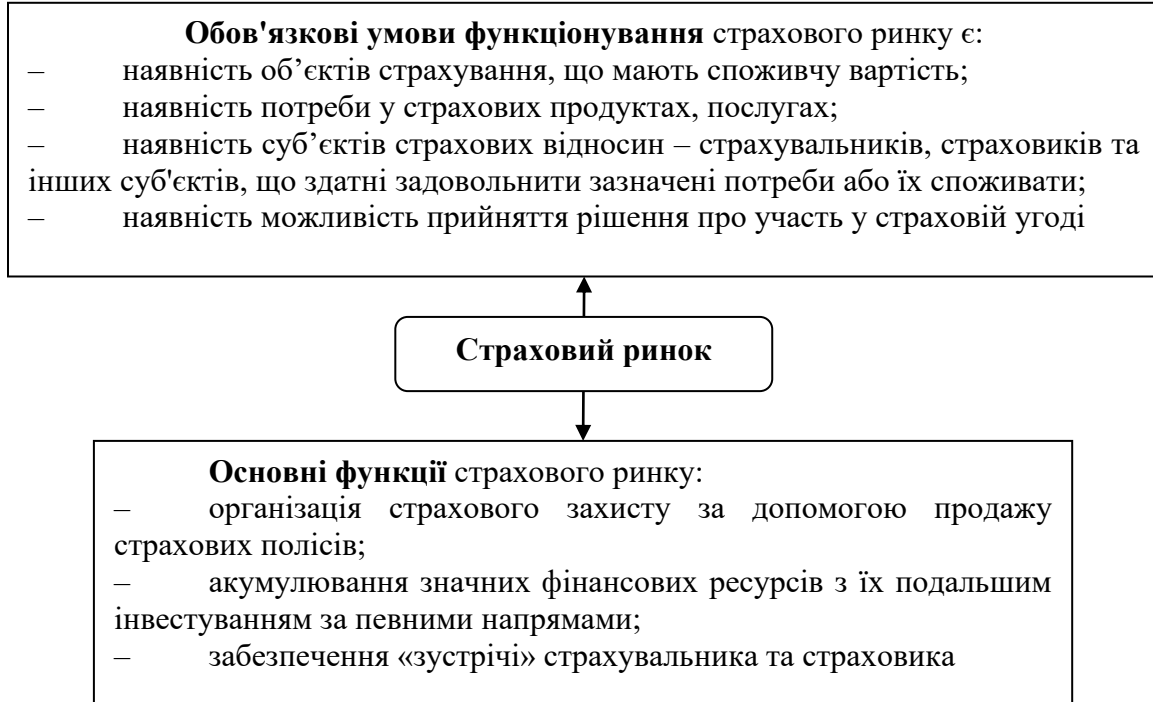 Обов'язкові умови функціонування страхового ринку є:
– наявність об’єктів страхування, що мають споживчу вартість;
– наявність потреби у страхових продуктах, послугах;
– наявність суб’єктів страхових відносин – страхувальників, страховиків та
інших суб'єктів, що здатні задовольнити зазначені потреби або їх споживати;
– наявність можливість прийняття рішення про участь у страховій угоді
Страховий ринок
Основні функції страхового ринку:
– організація страхового захисту за допомогою продажу
страхових полісів;
– акумулювання значних фінансових ресурсів з їх подальшим
інвестуванням за певними напрямами;
– забезпечення «зустрічі» страхувальника та страховика